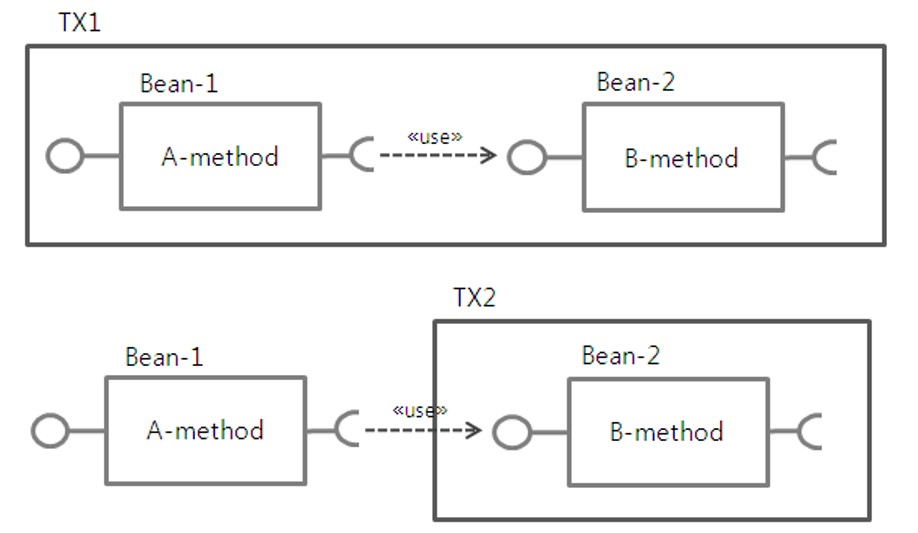 TX1
Bean-1
Bean-2
A-method
«use»
B-method
TX2
Bean-1
Bean-2
A-method
«use»
B-method